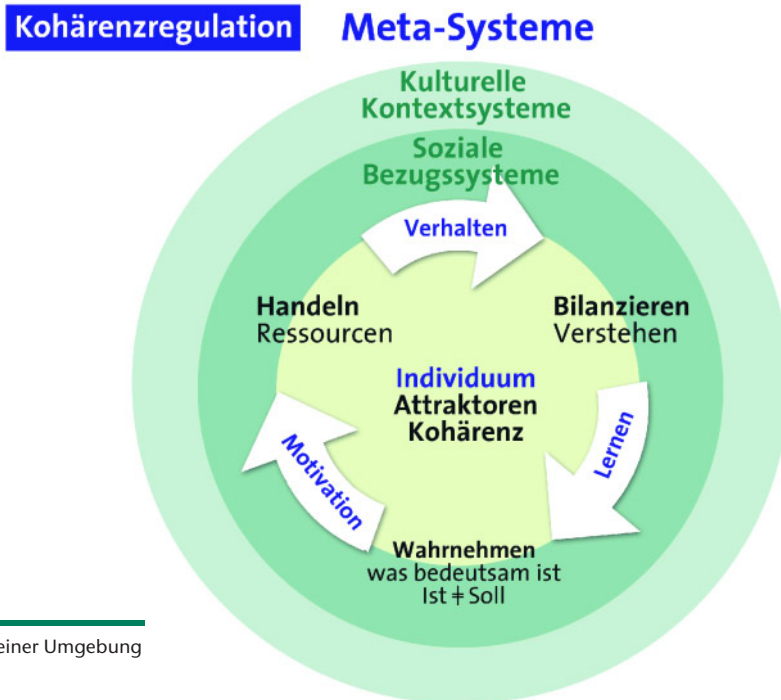 Kohärenzregulation
Meta-Systeme
Kulturelle
Kontextsysteme
Soziale
Bezugssysteme
Verhalten
Handeln
Ressourcen
Bilanzieren
Verstehen
Individuum
Attraktoren
Kohärenz
Motivation
Lernen
Wahrnehmen
was bedeutsam ist
Ist ǂ Soll
einer Umgebung